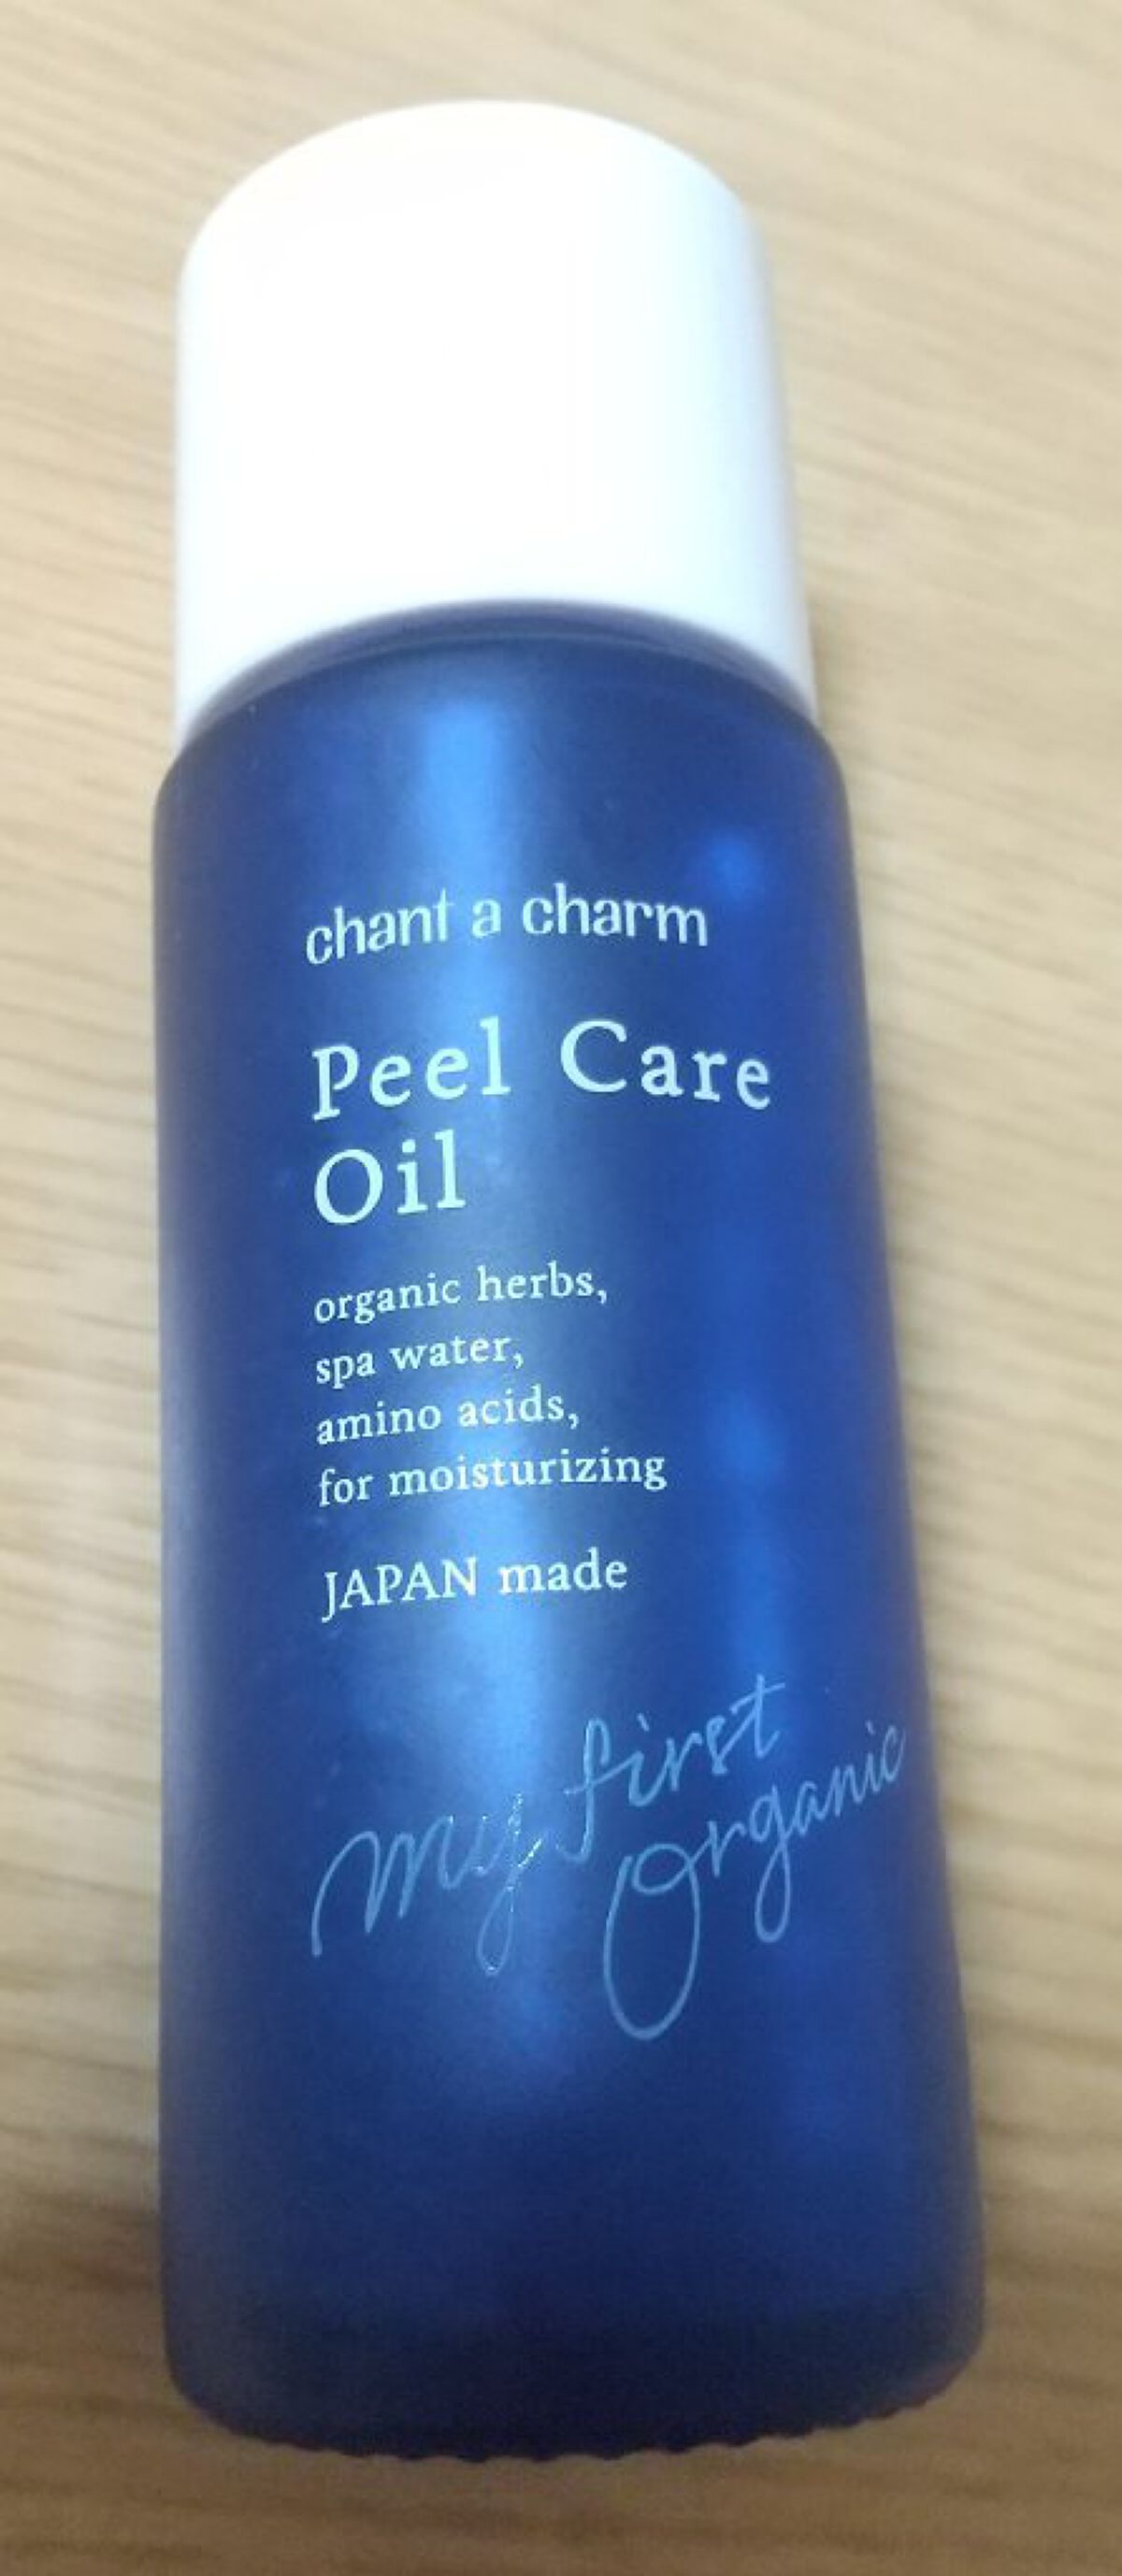 chant a charm
Peel Care
Oil
organic herbs,
spa water,
amino acids,
for moisturizing
JAPAN made
my first
Organic